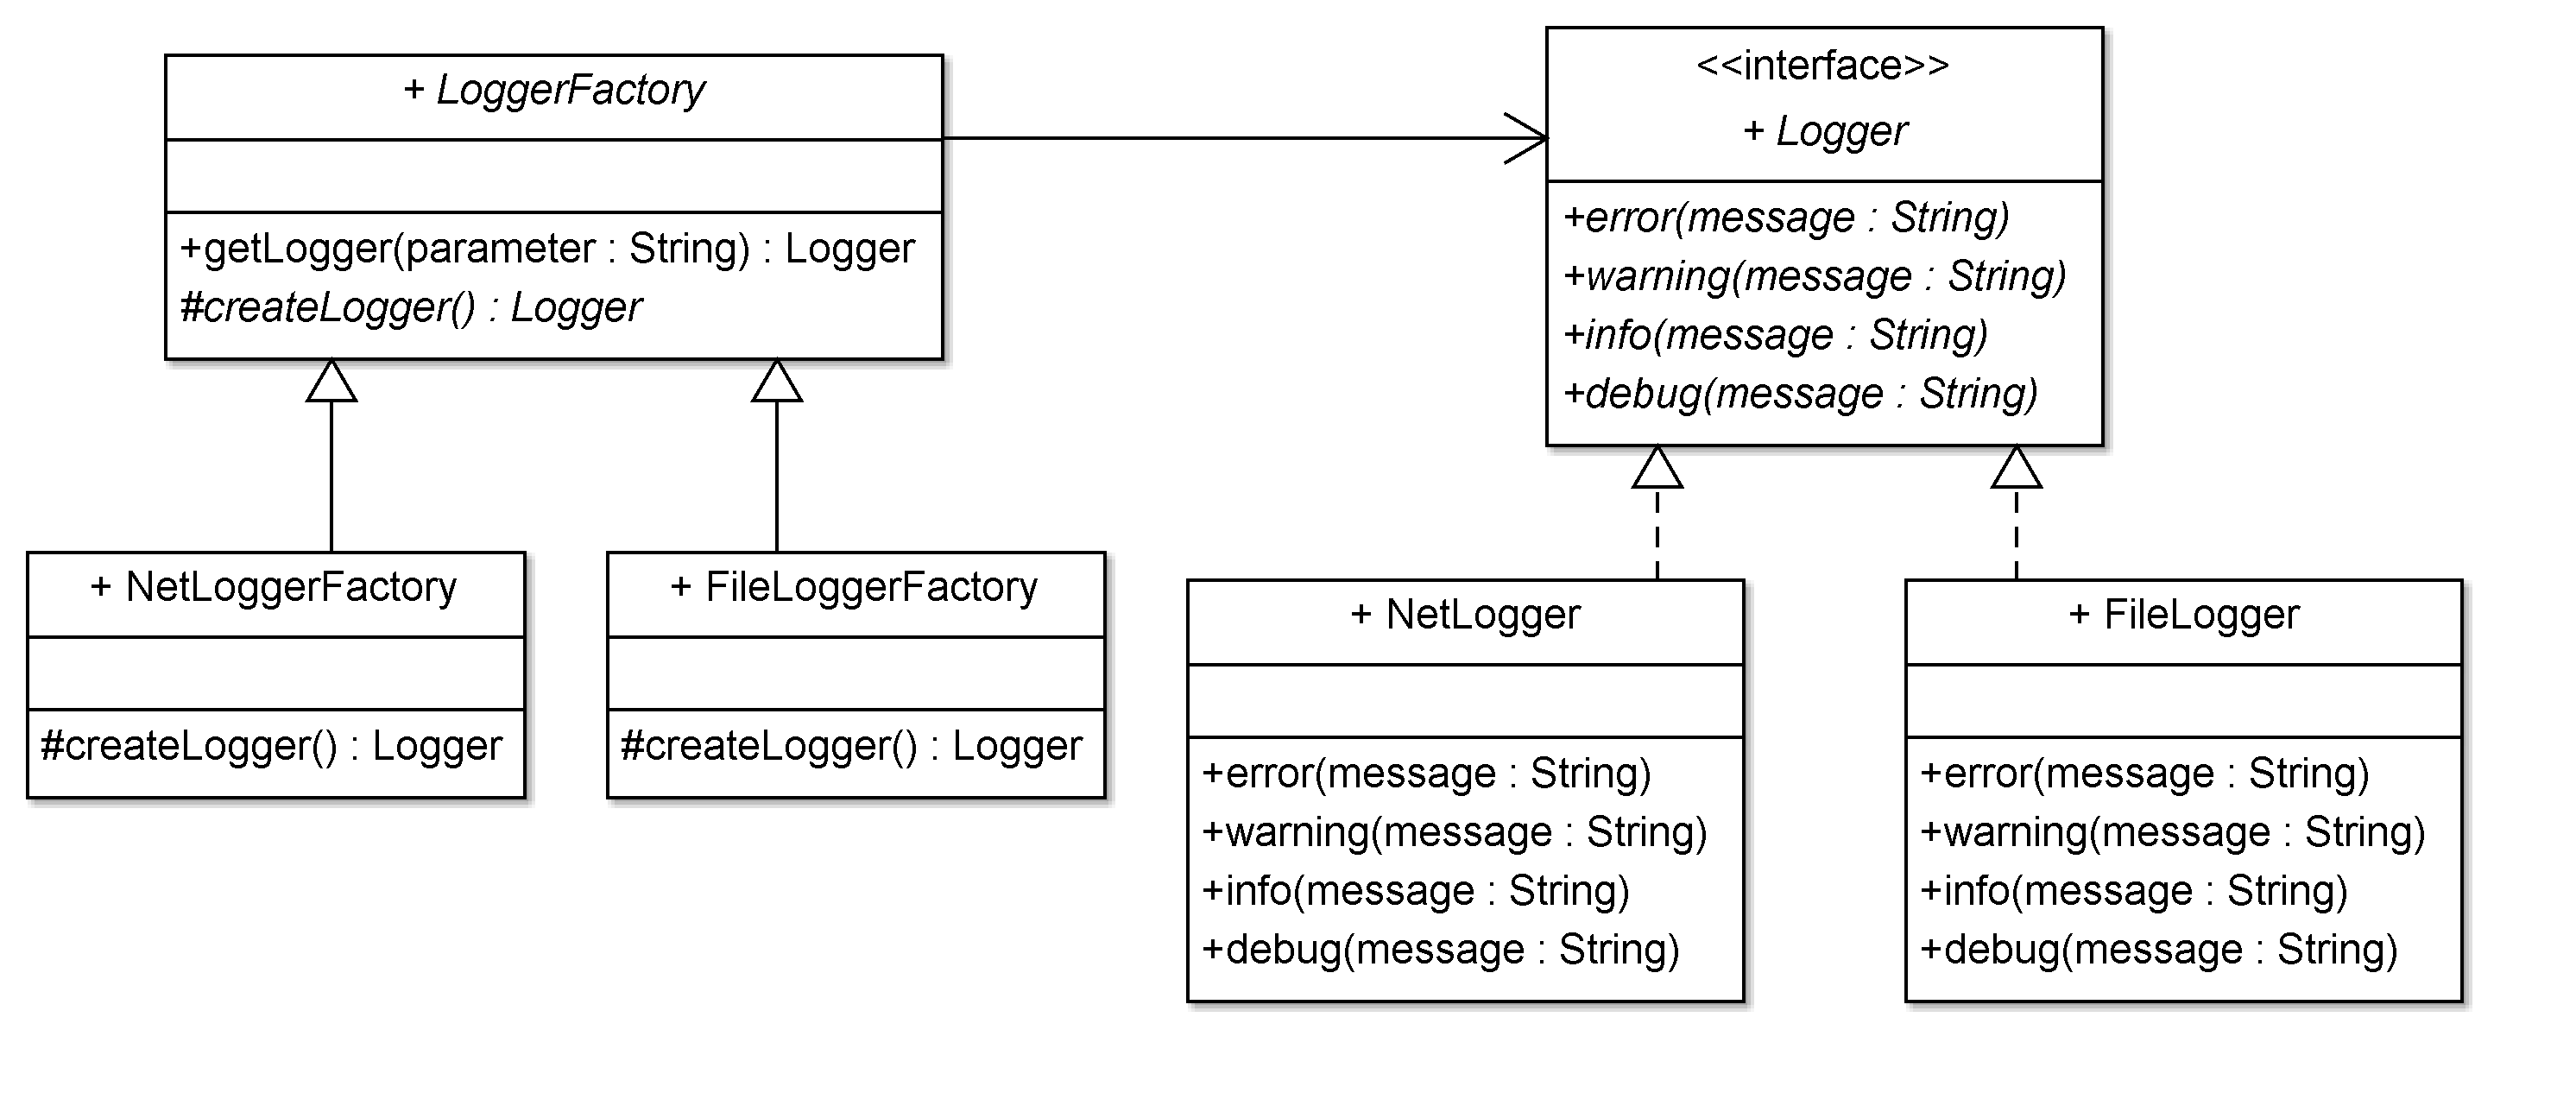 + LoggerFactory
+getLogger(parameter : String) : Logger
#createLogger() : Logger
<<interface>>
+ Logger
+error(message : String)
+warning(message : String)
+info(message : String)
+debug(message : String)
+ NetLoggerFactory
#createLogger() : Logger
+ FileLoggerFactory
#createLogger() : Logger
+ NetLogger
+error(message : String)
+warning(message : String)
+info(message : String)
+debug(message : String)
+ FileLogger
+error(message : String)
+warning(message : String)
+info(message : String)
+debug(message : String)